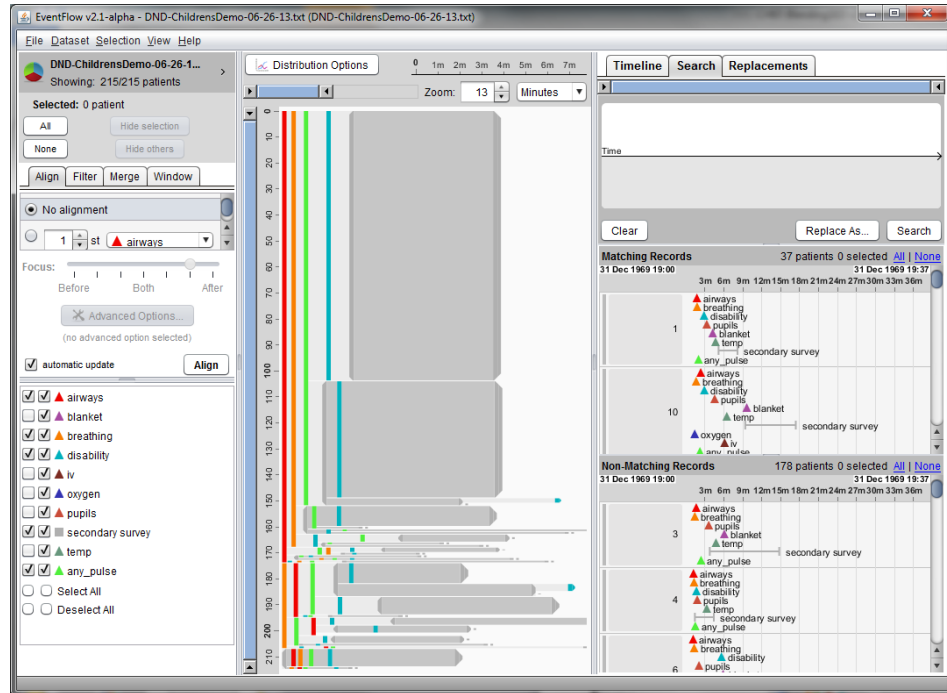 EventFlow v2.1-alpha - DND-ChildrensDemo-06-26-13.txt (DND-ChildrensDemo-06-26-13.txt)
File Dataset Selection View Help
DND-ChildrensDemo-06-26-1... >
Showing: 215/215 patients
Selected: 0 patient
All Hide selection
None Hide others
Align Filter Merge Window
No alignment
1 st airways
Focus:
Before Both After
Advanced Options...
(no advanced option selected)
automatic update Align
airways
blanket
breathing
disability
iv
oxygen
pupils
secondary survey
temp
any_pulse
Select All
Deselect All
Distribution Options
0 1m 2m 3m 4m 5m 6m 7m
Zoom: 13 Minutes
0
10
20
30
40
50
60
70
80
90
100
110
120
130
140
150
160
170
180
190
200
210
Timeline Search Replacements
Time
Clear Replace As... Search
Matching Records 37 patients 0 selected All | None
31 Dec 1969 19:00 31 Dec 1969 19:37
3m 6m 9m 12m 15m 18m 21m 24m 27m 30m 33m 36m
1
airways
breathing
disability
pupils
blanket
temp
secondary survey
any_pulse
10
airways
breathing
disability
pupils
blanket
temp
secondary survey
oxygen
iv
any_pulse
Non-Matching Records 178 patients 0 selected All | None
31 Dec 1969 19:00 31 Dec 1969 19:37
3m 6m 9m 12m 15m 18m 21m 24m 27m 30m 33m 36m
3
airways
breathing
pupils
blanket
temp
secondary survey
any_pulse
4
airways
breathing
disability
pupils
temp
secondary survey
any_pulse
6
airways
breathing
disability
pupils